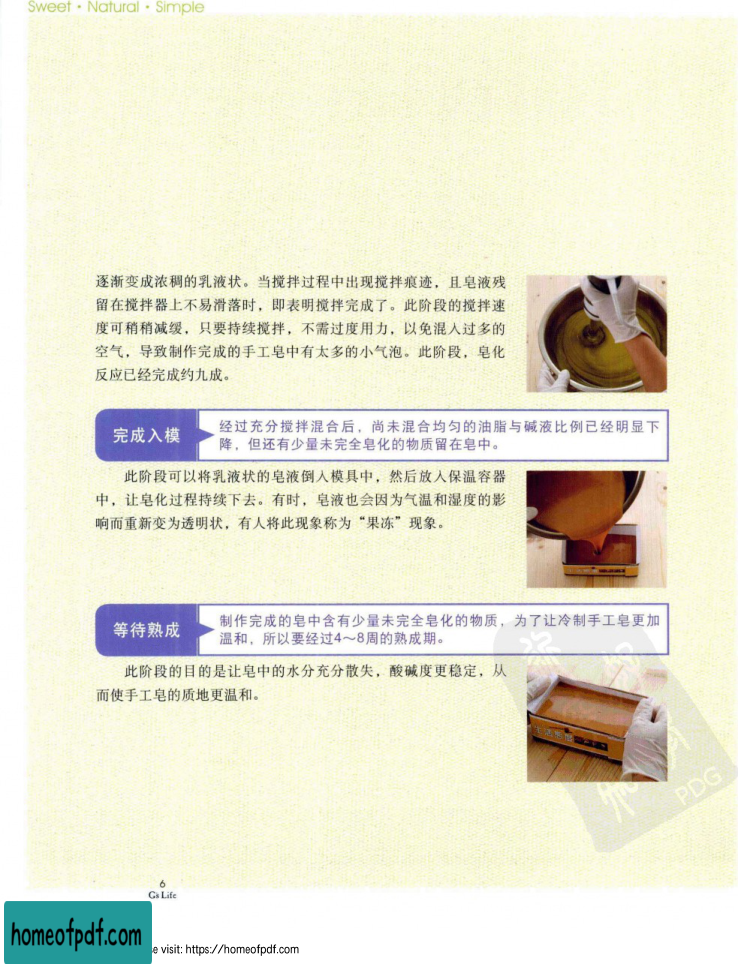 Sweet • Natural • Simple
逐渐变成浓稠的乳液状。当搅拌过程中出现搅拌痕迹，且皂液残
留在搅拌器上不易滑落时，即表明搅拌完成了。此阶段的搅拌速
度可稍稍减缓，只要持续搅拌，不需过度用力，以免混入过多的
空气，导致制作完成的手工皂中有太多的小气泡。此阶段，皂化
反应已经完成约九成。
完成入模
经过充分搅拌混合后，尚未混合均匀的油脂与碱液比例已经明显下
降，但还有少量未完全皂化的物质留在皂中。
此阶段可以将乳液状的皂液倒入模具中，然后放入保温容器
中，让皂化过程持续下去。有时，皂液也会因为气温和湿度的影
响而重新变为透明状，有人将此现象称为“果冻”现象。
等待熟成
制作完成的皂中含有少量未完全皂化的物质，为了让冷制手工皂更加
温和，所以要经过4～8周的熟成期。
此阶段的目的是让皂中的水分充分散失，酸碱度更稳定，从
而使手工皂的质地更温和。
PDG
6
G's Life
homeofpdf.com
e visit: https://homeofpdf.com